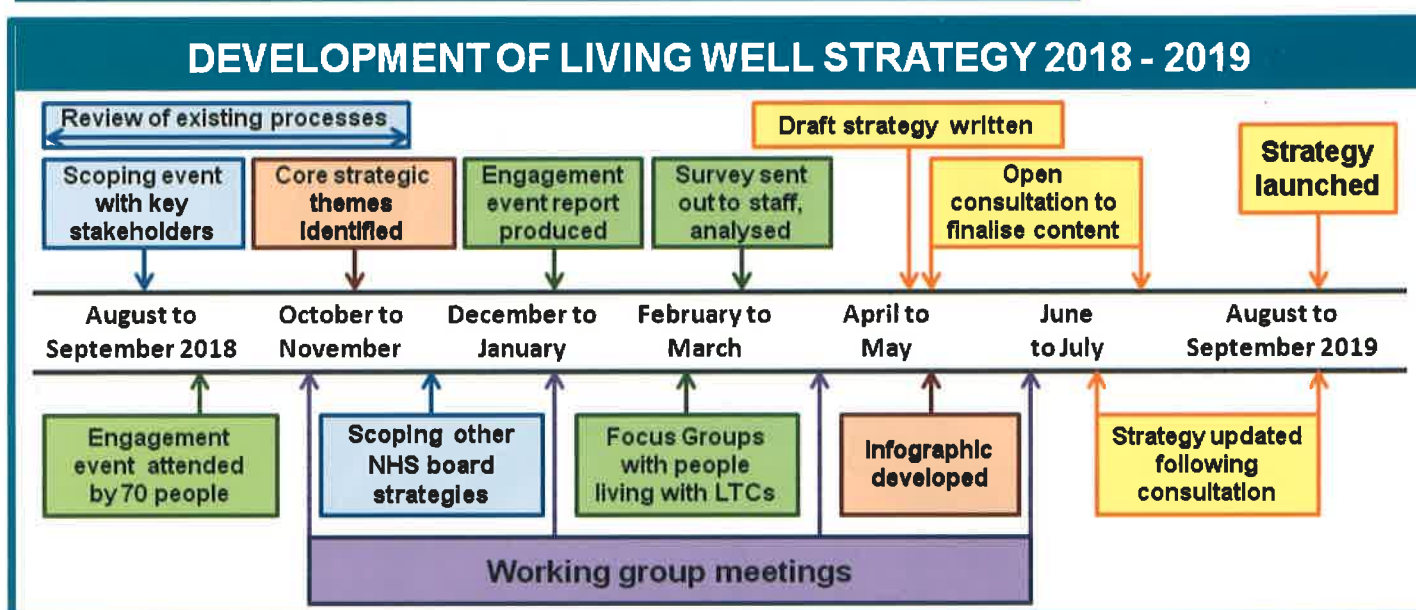 DEVELOPMENT OF LIVING WELL STRATEGY 2018 - 2019
Review of existing processes
Draft strategy written
Scoping event
with key
stakeholders
Core strategic
themes
identified
Engagement
event report
produced
Survey sent
out to staff,
analysed
Open
consultation to
finalise content
Strategy
launched
August to
September 2018
October to
November
December to
January
February to
March
April to
May
June
to July
August to
September 2019
Engagement
event attended
by 70 people
Scoping other
NHS board
strategies
Focus Groups
with people
living with LTCs
Infographic
developed
Strategy updated
following
consultation
Working group meetings